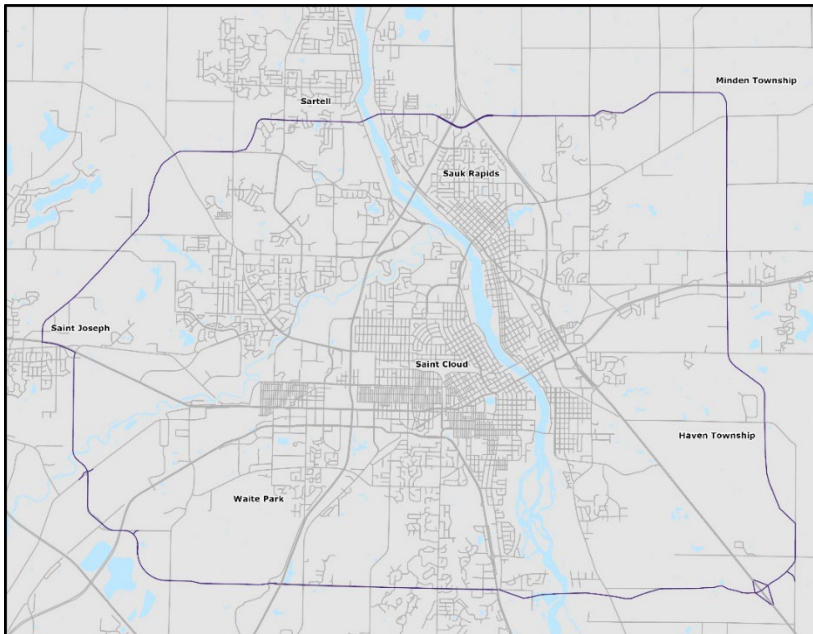 Minden Township
Sartell
Sauk Rapids
Saint Joseph
Saint Cloud
Haven Township
Waite Park